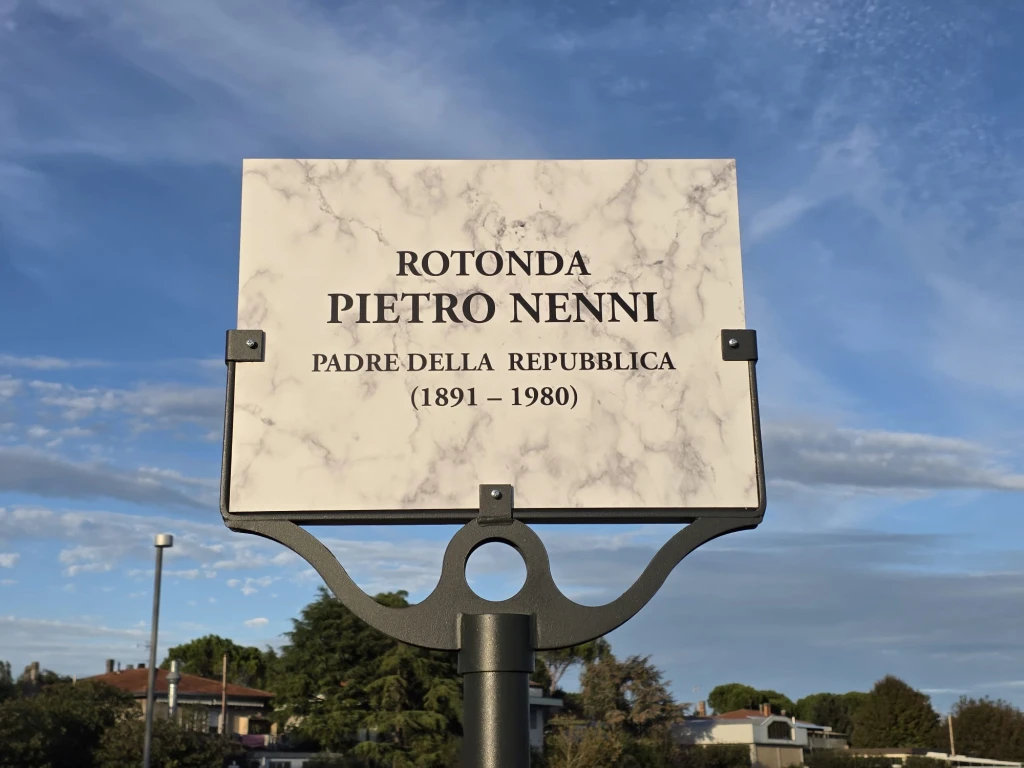 ROTONDA
PIETRO NENNI
PADRE DELLA REPUBBLICA
(1891 – 1980)